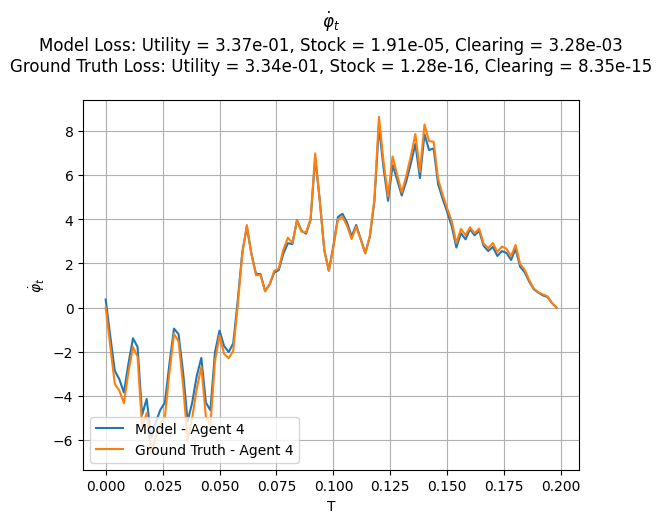 φ̇ₜ
Model Loss: Utility = 3.37e-01, Stock = 1.91e-05, Clearing = 3.28e-03
Ground Truth Loss: Utility = 3.34e-01, Stock = 1.28e-16, Clearing = 8.35e-15
8
6
4
2
0
−2
−4
−6
φ̇ₜ
Model - Agent 4
Ground Truth - Agent 4
0.000 0.025 0.050 0.075 0.100 0.125 0.150 0.175 0.200
T